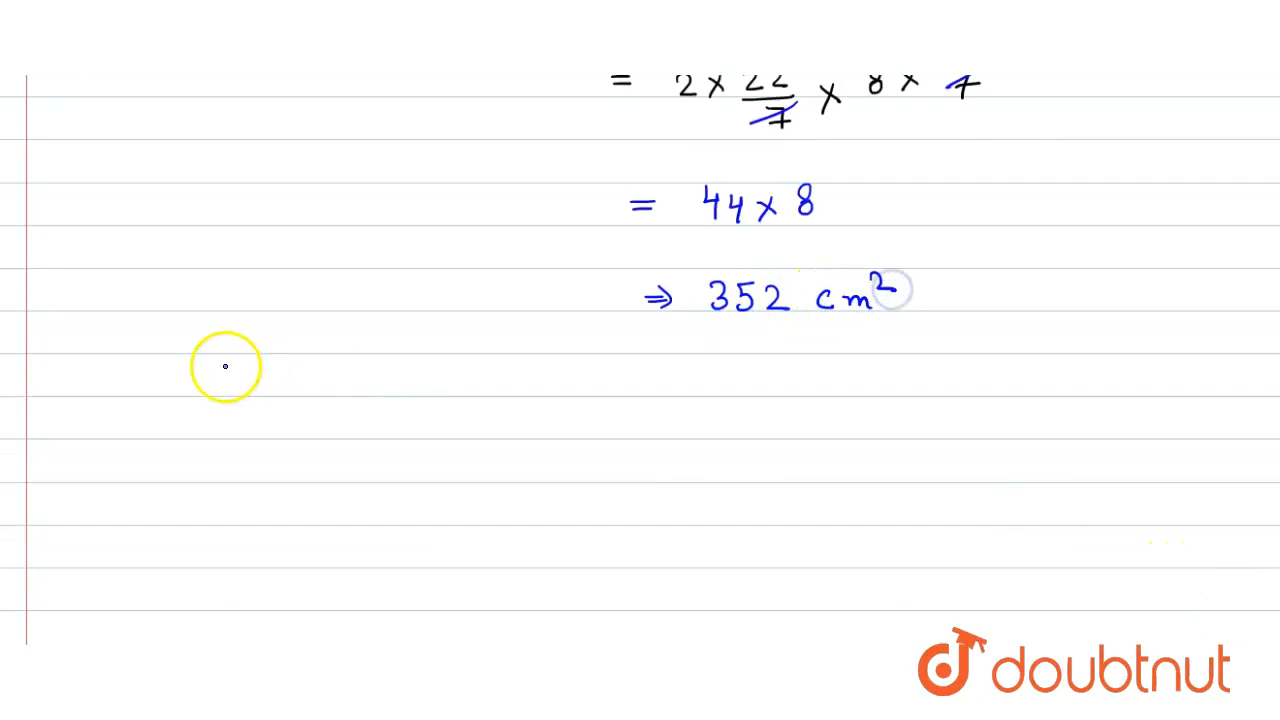 = 2 × 22/7 × 8 × 7
= 44 × 8
⇒ 352 cm²
doubtnut